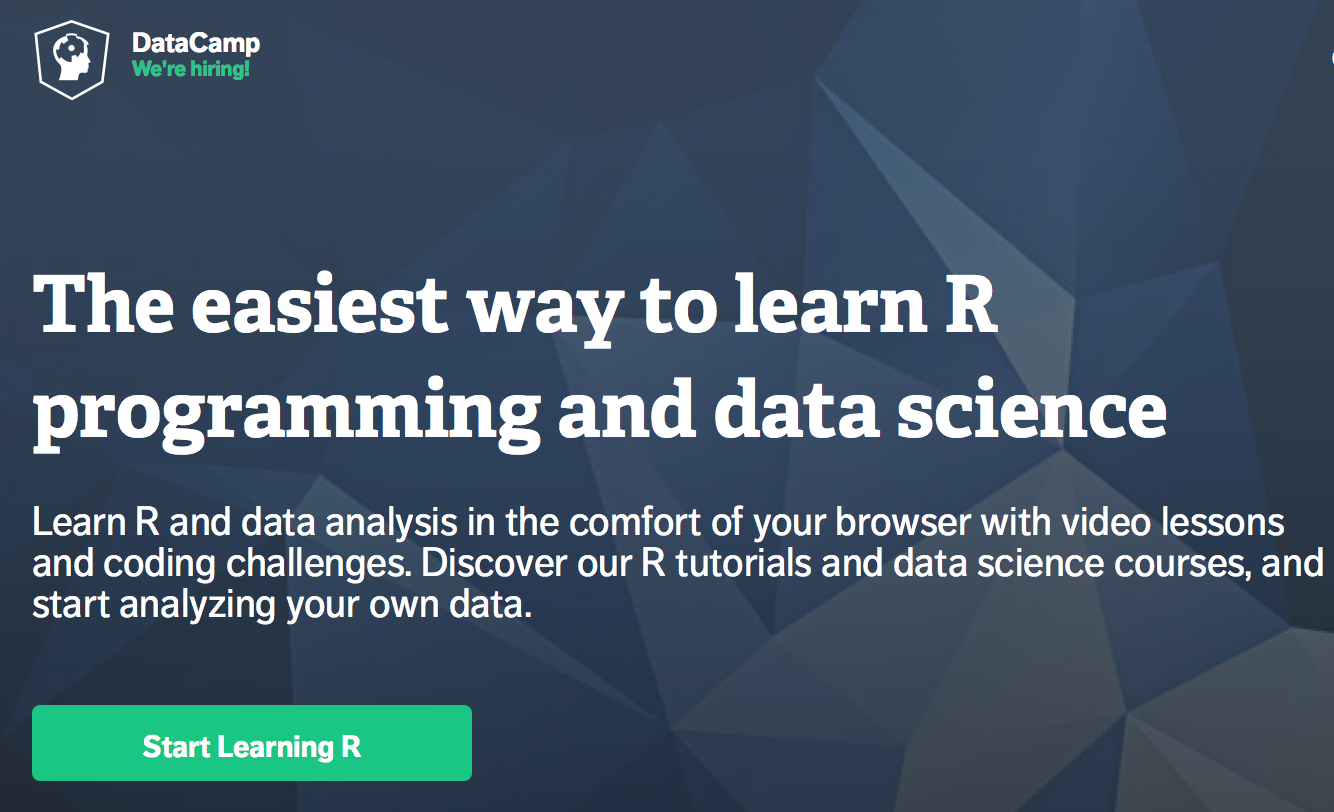 DataCamp
We're hiring!
The easiest way to learn R
programming and data science
Learn R and data analysis in the comfort of your browser with video lessons
and coding challenges. Discover our R tutorials and data science courses, and
start analyzing your own data.
Start Learning R